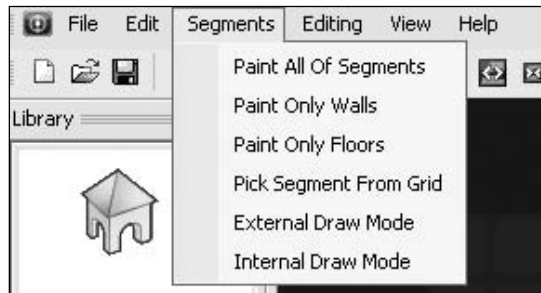 File Edit Segments Editing View Help
Paint All Of Segments
Library
Paint Only Walls
Paint Only Floors
Pick Segment From Grid
External Draw Mode
Internal Draw Mode